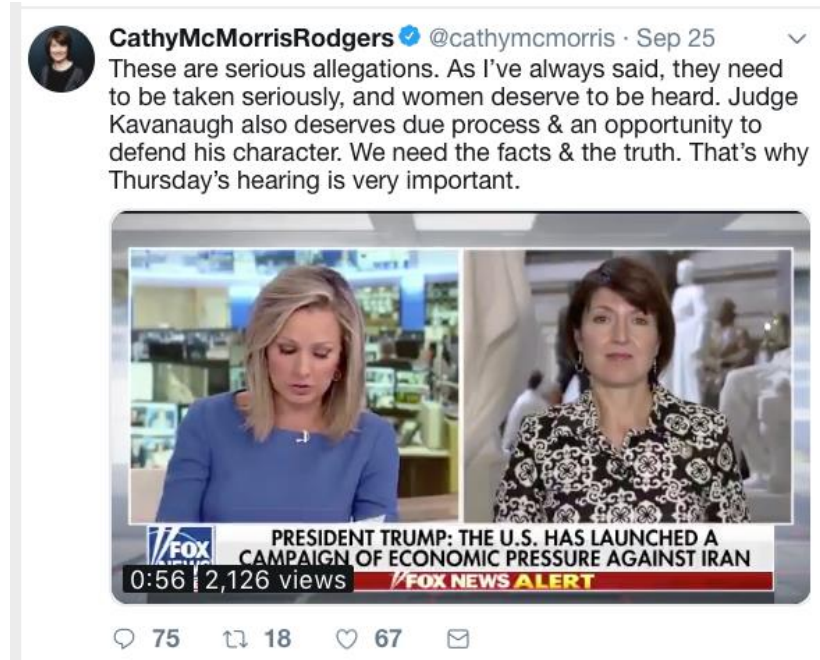 CathyMcMorrisRodgers @cathymcmorris · Sep 25
These are serious allegations. As I've always said, they need
to be taken seriously, and women deserve to be heard. Judge
Kavanaugh also deserves due process & an opportunity to
defend his character. We need the facts & the truth. That's why
Thursday's hearing is very important.
PRESIDENT TRUMP: THE U.S. HAS LAUNCHED A
FOX
NEWS
CAMPAIGN OF ECONOMIC PRESSURE AGAINST IRAN
0:56 2,126 views
FOX NEWS ALERT
75 18 67